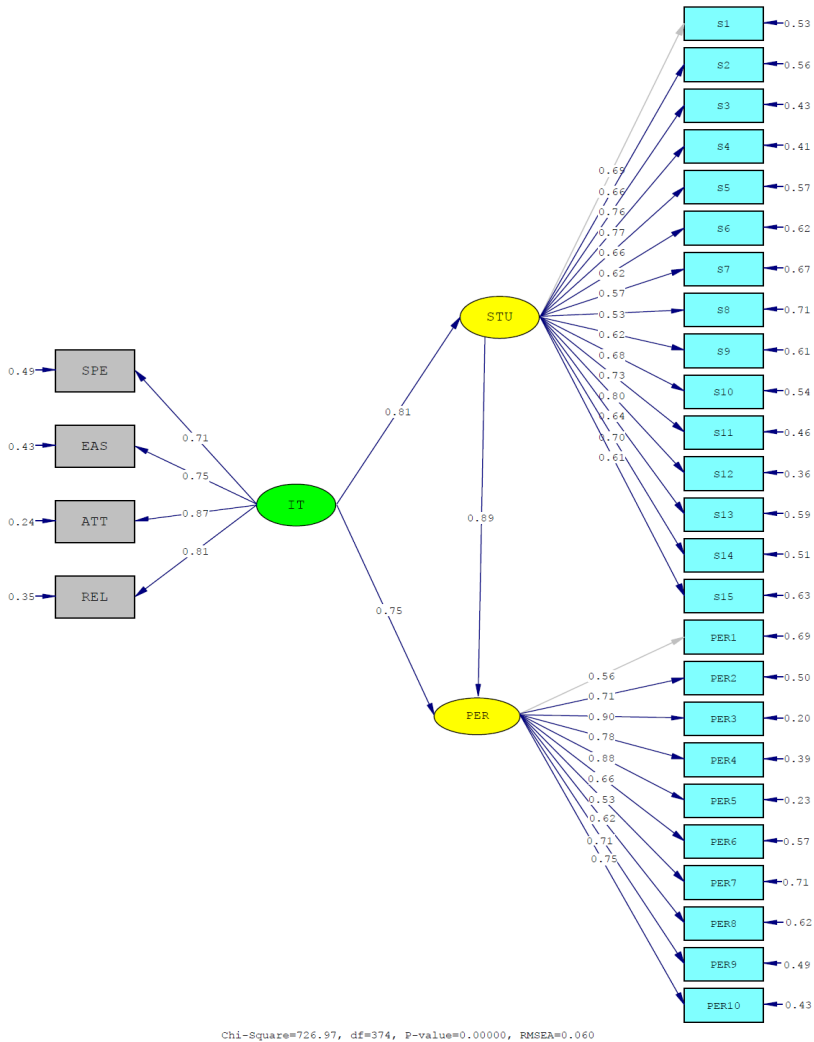 S1 0.53
S2 0.56
S3 0.43
S4 0.41
0.69
S5 0.57
0.66
0.76
S6 0.62
0.77
0.66
S7 0.67
0.62
0.57
STU
S8 0.71
0.53
0.62
S9 0.61
0.68
0.49 SPE
0.73
S10 0.54
0.80
0.81
0.64
S11 0.46
0.71
0.70
0.43 EAS
0.61
S12 0.36
0.75
IT
0.87
S13 0.59
0.24 ATT
0.89
0.81
S14 0.51
0.35 REL
S15 0.63
0.75
PER1 0.69
0.56
PER2 0.50
0.71
PER
0.90
PER3 0.20
0.78
PER4 0.39
0.88
0.66
PER5 0.23
0.53
0.62
0.71
PER6 0.57
0.75
PER7 0.71
PER8 0.62
PER9 0.49
PER10 0.43
Chi-Square=726.97, df=374, P-value=0.00000, RMSEA=0.060